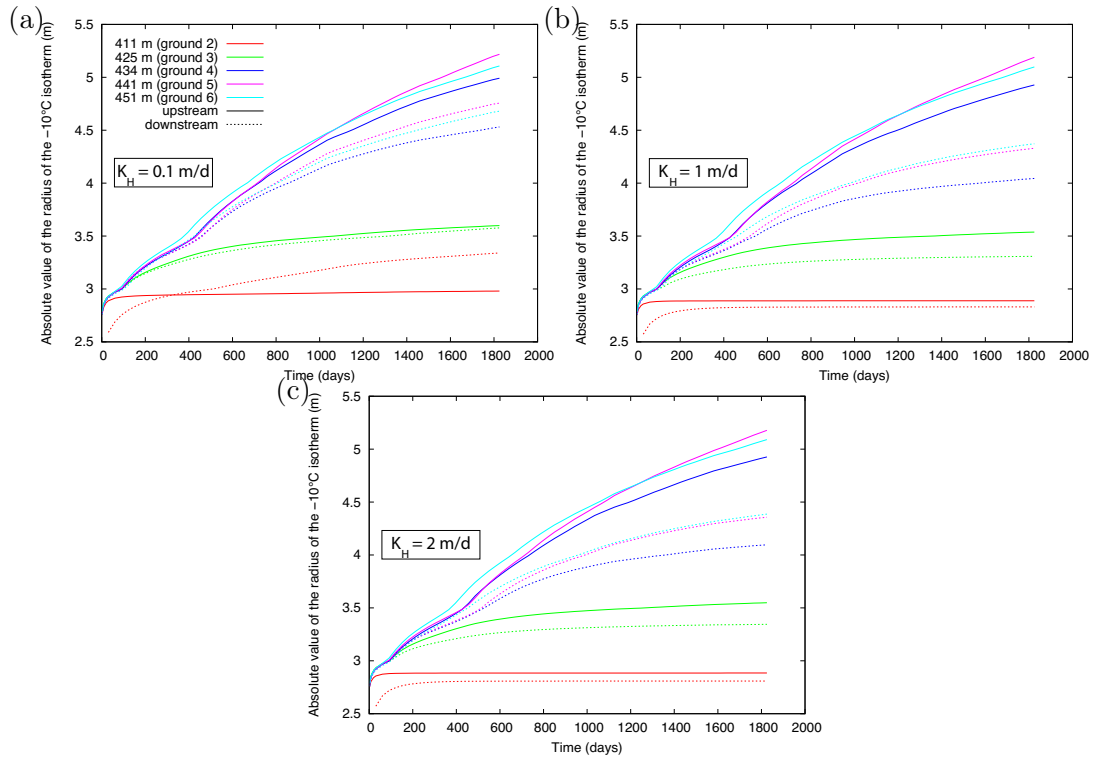 (a)
Absolute value of the radius of the −10°C isotherm (m)
5.5
5
4.5
4
3.5
3
2.5
411 m (ground 2)
425 m (ground 3)
434 m (ground 4)
441 m (ground 5)
451 m (ground 6)
upstream
downstream
K_H = 0.1 m/d
0 200 400 600 800 1000 1200 1400 1600 1800 2000
Time (days)
(b)
Absolute value of the radius of the −10°C isotherm (m)
5.5
5
4.5
4
3.5
3
2.5
K_H = 1 m/d
0 200 400 600 800 1000 1200 1400 1600 1800 2000
Time (days)
(c)
Absolute value of the radius of the −10°C isotherm (m)
5.5
5
4.5
4
3.5
3
2.5
K_H = 2 m/d
0 200 400 600 800 1000 1200 1400 1600 1800 2000
Time (days)